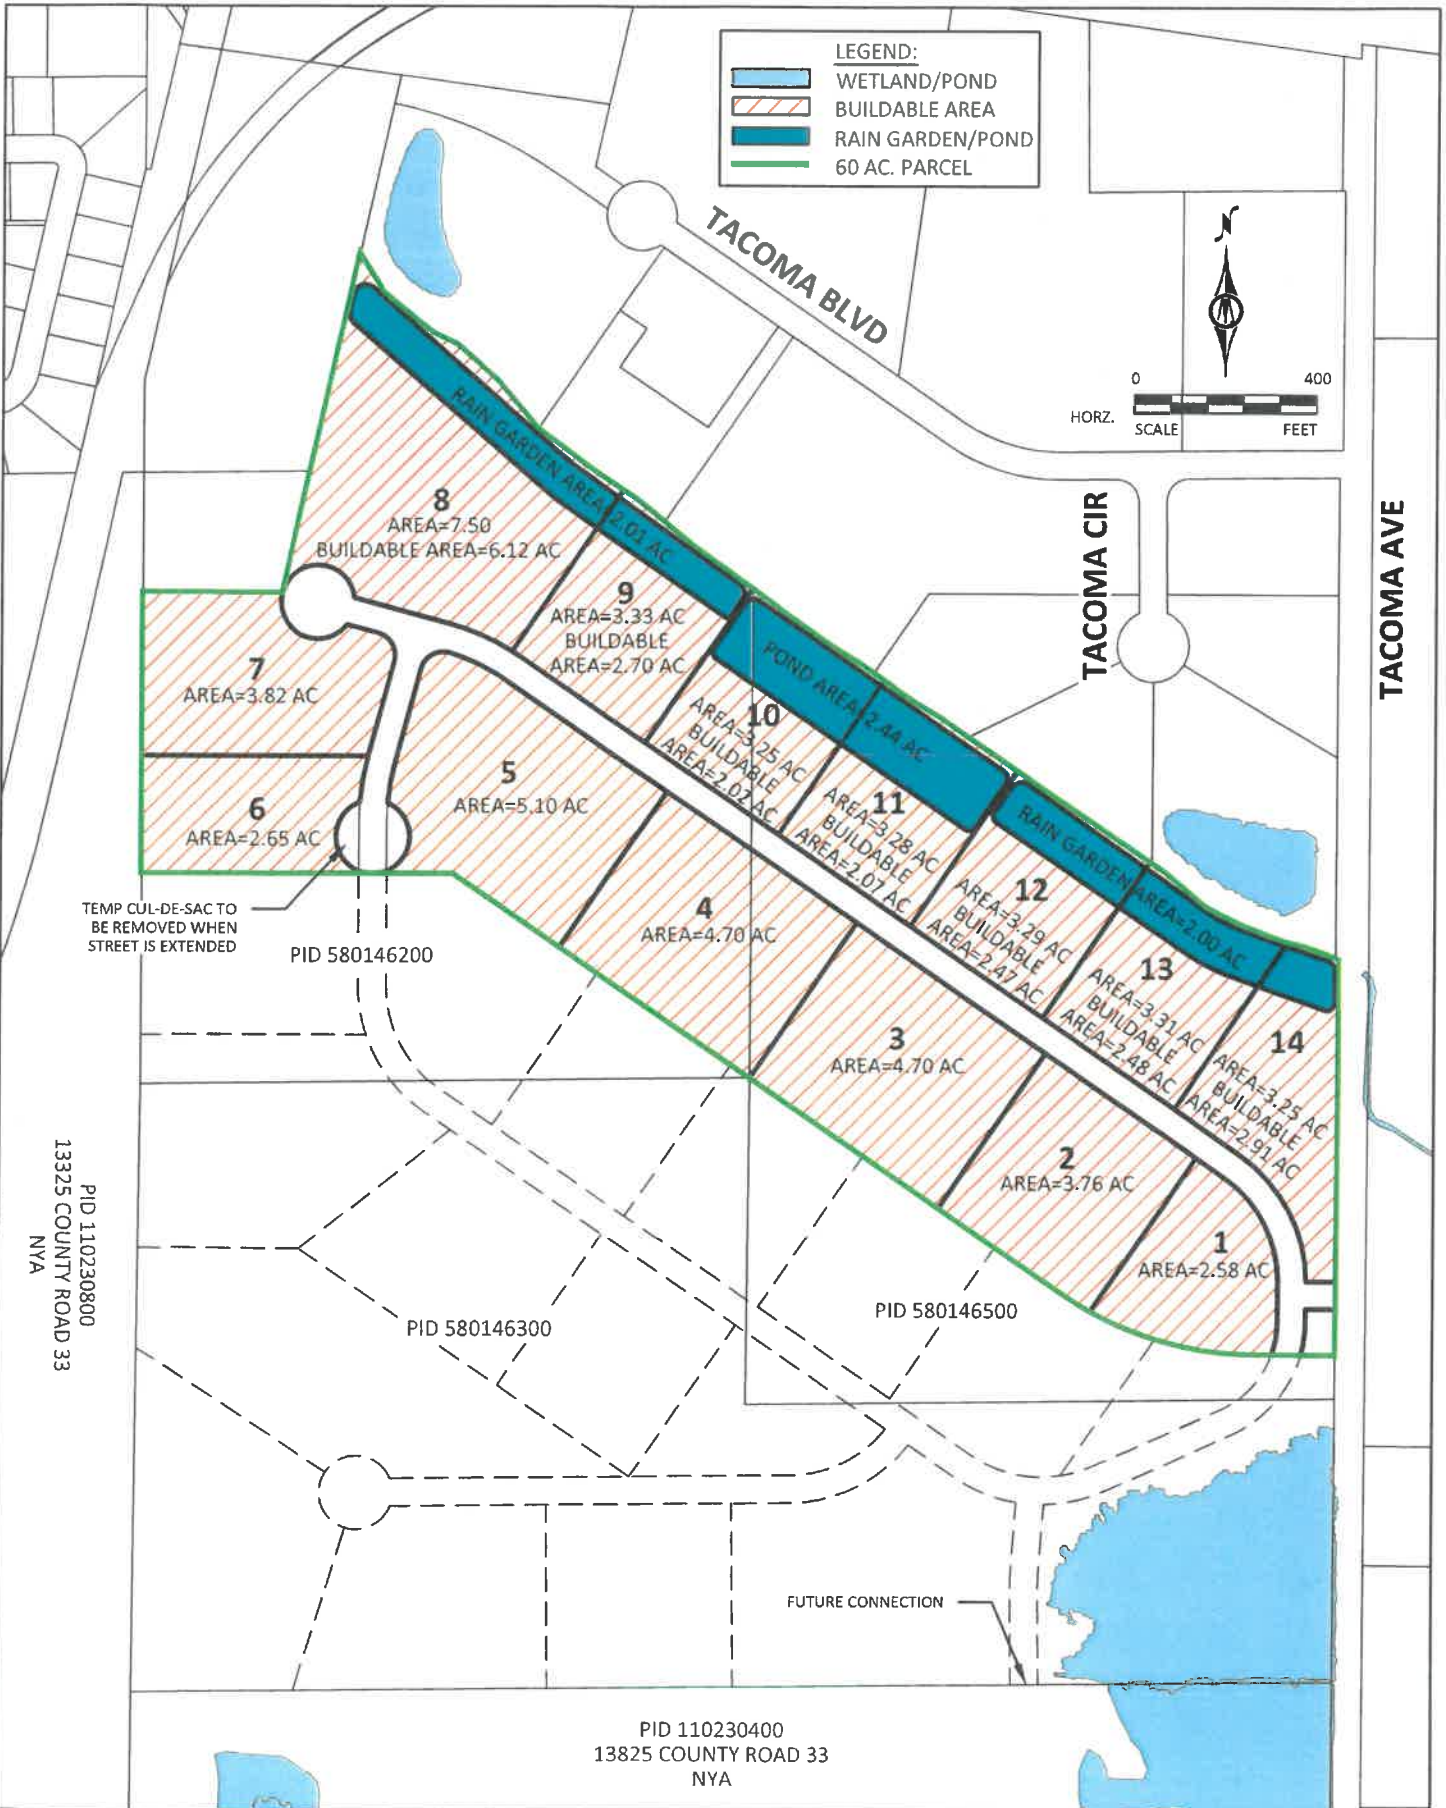 LEGEND:
WETLAND/POND
BUILDABLE AREA
RAIN GARDEN/POND
60 AC. PARCEL
TACOMA BLVD
N
0 400
HORZ. SCALE FEET
TACOMA CIR
TACOMA AVE
RAIN GARDEN AREA=2.01 AC
8
AREA=7.50
BUILDABLE AREA=6.12 AC
9
AREA=3.33 AC
BUILDABLE
AREA=2.70 AC
POND AREA=2.44 AC
7
AREA=3.82 AC
10
AREA=3.25 AC
BUILDABLE
AREA=2.02 AC
5
AREA=5.10 AC
11
AREA=3.28 AC
BUILDABLE
AREA=2.07 AC
6
AREA=2.65 AC
RAIN GARDEN AREA=2.00 AC
12
AREA=3.29 AC
BUILDABLE
AREA=2.47 AC
4
AREA=4.70 AC
TEMP CUL-DE-SAC TO
BE REMOVED WHEN
STREET IS EXTENDED
PID 580146200
13
AREA=3.31 AC
BUILDABLE
AREA=2.48 AC
3
AREA=4.70 AC
14
AREA=3.25 AC
BUILDABLE
AREA=2.91 AC
2
AREA=3.76 AC
1
AREA=2.58 AC
PID 110230800
13325 COUNTY ROAD 33
NYA
PID 580146300
PID 580146500
FUTURE CONNECTION
PID 110230400
13825 COUNTY ROAD 33
NYA